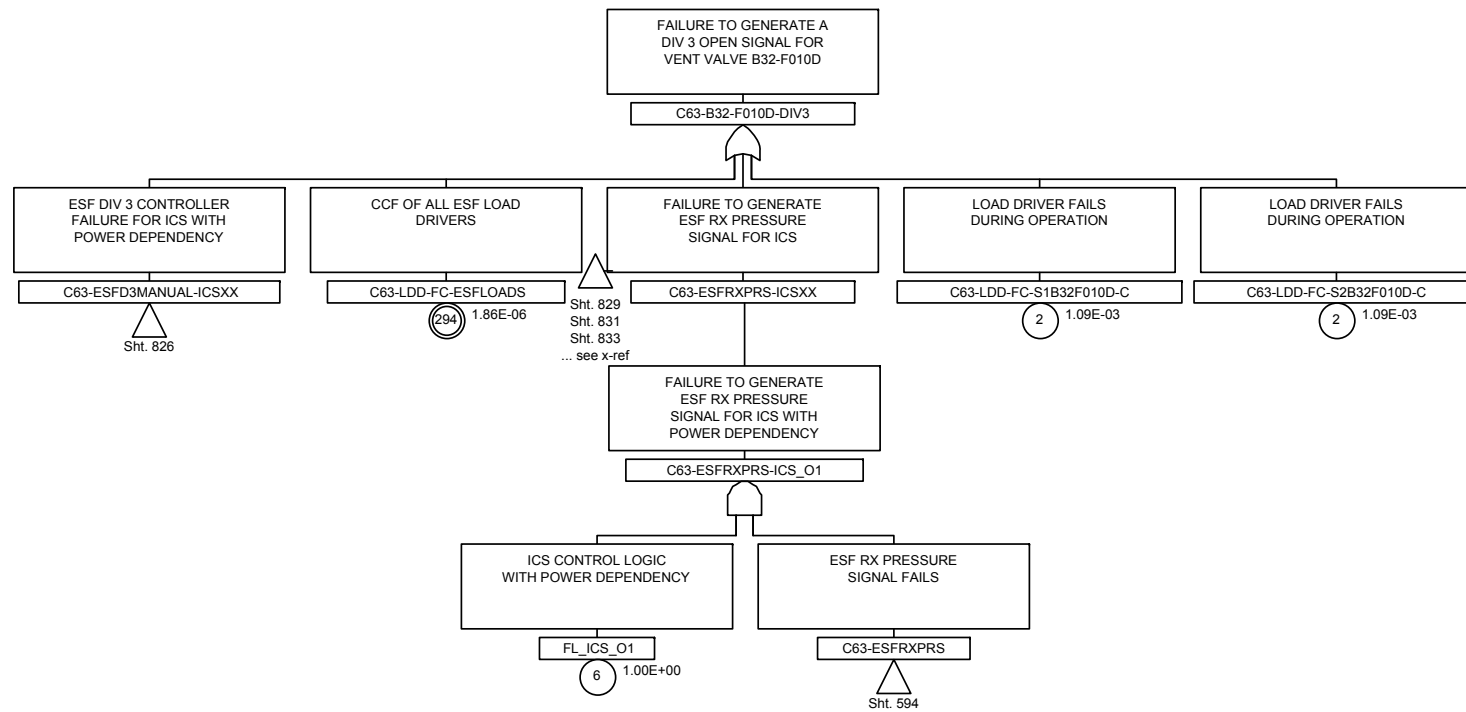 FAILURE TO GENERATE A
DIV 3 OPEN SIGNAL FOR
VENT VALVE B32-F010D
C63-B32-F010D-DIV3
ESF DIV 3 CONTROLLER
FAILURE FOR ICS WITH
POWER DEPENDENCY
C63-ESFD3MANUAL-ICSXX
Sht. 826
CCF OF ALL ESF LOAD
DRIVERS
C63-LDD-FC-ESFLOADS
294
1.86E-06
Sht. 829
Sht. 831
Sht. 833
... see x-ref
FAILURE TO GENERATE
ESF RX PRESSURE
SIGNAL FOR ICS
C63-ESFRXPRS-ICSXX
LOAD DRIVER FAILS
DURING OPERATION
C63-LDD-FC-S1B32F010D-C
2
1.09E-03
LOAD DRIVER FAILS
DURING OPERATION
C63-LDD-FC-S2B32F010D-C
2
1.09E-03
FAILURE TO GENERATE
ESF RX PRESSURE
SIGNAL FOR ICS WITH
POWER DEPENDENCY
C63-ESFRXPRS-ICS_O1
ICS CONTROL LOGIC
WITH POWER DEPENDENCY
FL_ICS_O1
6
1.00E+00
ESF RX PRESSURE
SIGNAL FAILS
C63-ESFRXPRS
Sht. 594